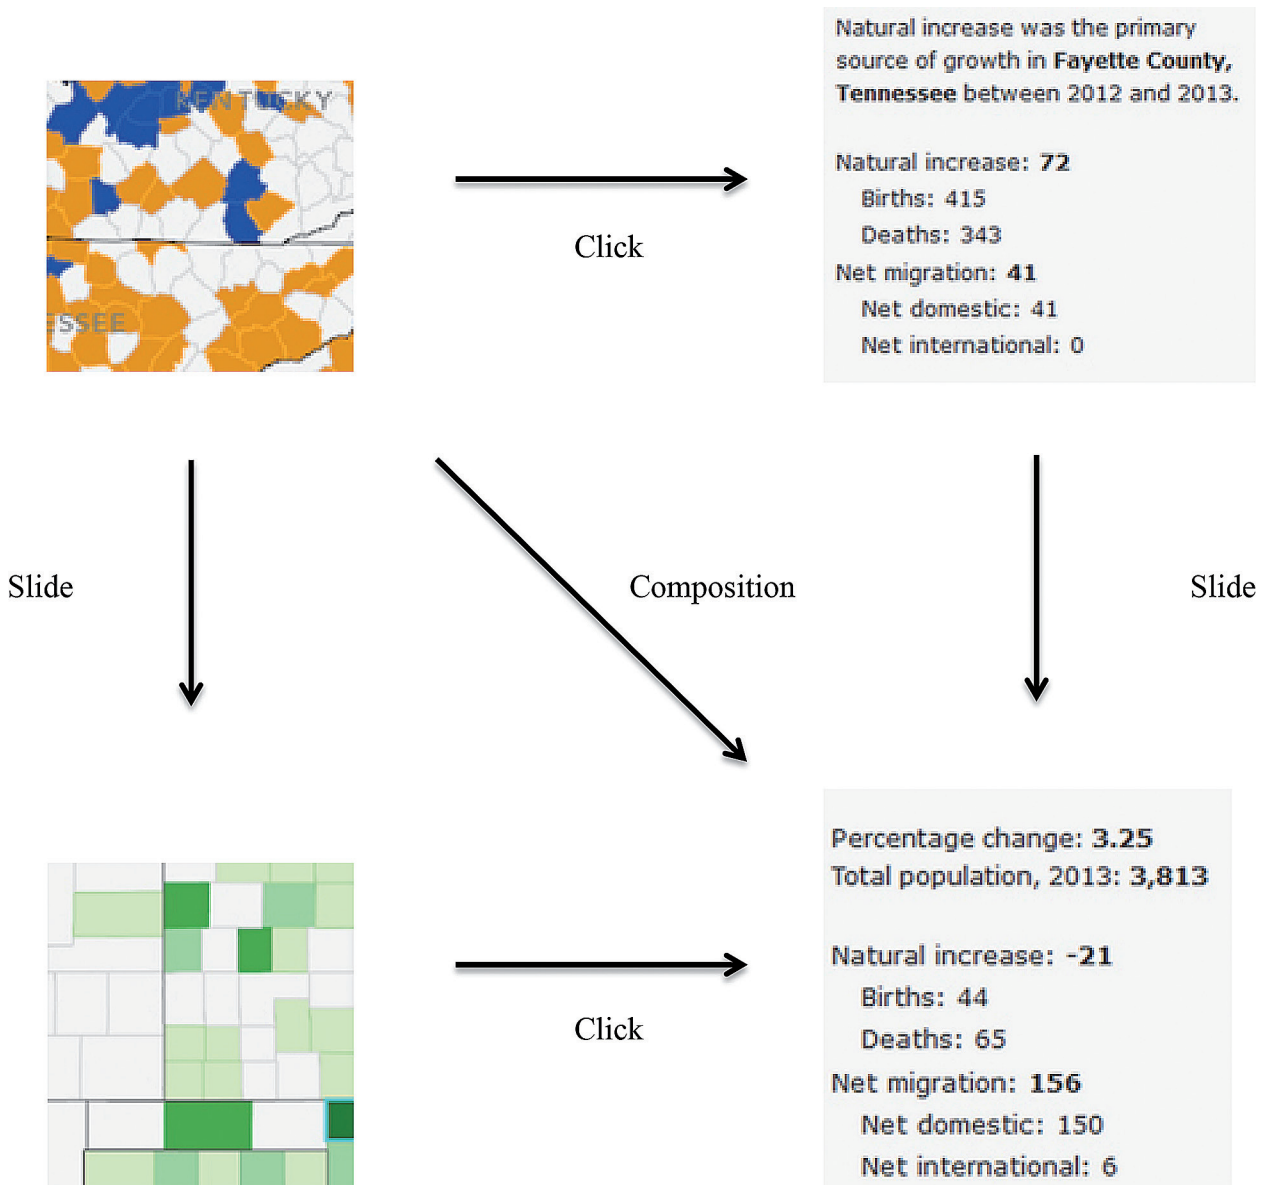 KENTUCKY
ESSEE
Click
Natural increase was the primary
source of growth in Fayette County,
Tennessee between 2012 and 2013.
Natural increase: 72
Births: 415
Deaths: 343
Net migration: 41
Net domestic: 41
Net international: 0
Slide
Composition
Slide
Click
Percentage change: 3.25
Total population, 2013: 3,813
Natural increase: -21
Births: 44
Deaths: 65
Net migration: 156
Net domestic: 150
Net international: 6